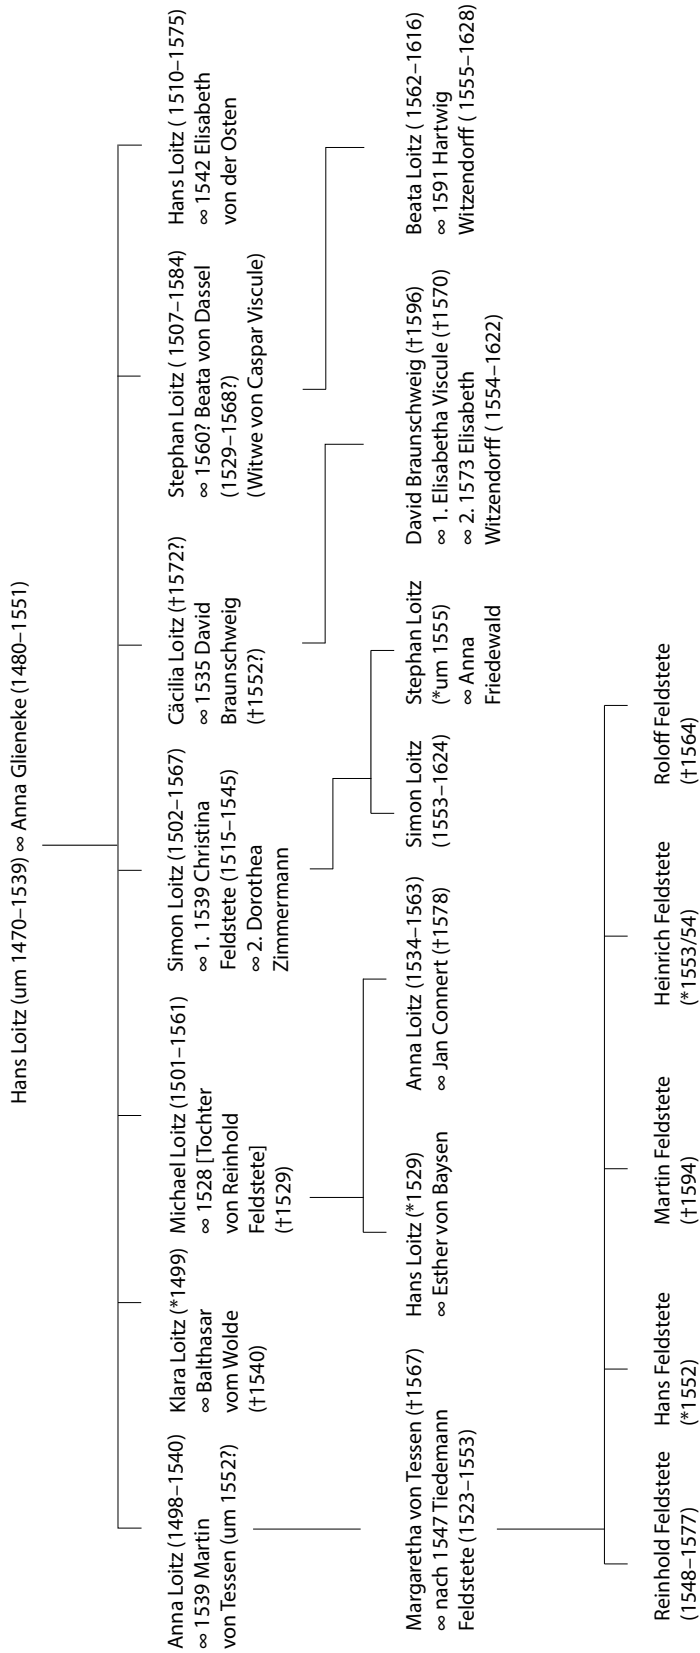 Hans Loitz (um 1470–1539) ∞ Anna Glieneke (1480–1551)
Anna Loitz (1498–1540)
∞ 1539 Martin
von Tessen (um 1552?)
Klara Loitz (*1499)
∞ Balthasar
vom Wolde
(†1540)
Michael Loitz (1501–1561)
∞ 1528 [Tochter
von Reinhold
Feldstete]
(†1529)
Simon Loitz (1502–1567)
∞ 1. 1539 Christina
Feldstete (1515–1545)
∞ 2. Dorothea
Zimmermann
Cäcilia Loitz (†1572?)
∞ 1535 David
Braunschweig
(†1552?)
Stephan Loitz ( 1507–1584)
∞ 1560? Beata von Dassel
(1529–1568?)
(Witwe von Caspar Viscule)
Hans Loitz ( 1510–1575)
∞ 1542 Elisabeth
von der Osten
Margaretha von Tessen (†1567)
∞ nach 1547 Tiedemann
Feldstete (1523–1553)
Hans Loitz (*1529)
∞ Esther von Baysen
Anna Loitz (1534–1563)
∞ Jan Connert (†1578)
Simon Loitz
(1553–1624)
Stephan Loitz
(*um 1555)
∞ Anna
Friedewald
David Braunschweig (†1596)
∞ 1. Elisabetha Viscule (†1570)
∞ 2. 1573 Elisabeth
Witzendorff ( 1554–1622)
Beata Loitz ( 1562–1616)
∞ 1591 Hartwig
Witzendorff ( 1555–1628)
Reinhold Feldstete
(1548–1577)
Hans Feldstete
(*1552)
Martin Feldstete
(†1594)
Heinrich Feldstete
(*1553/54)
Roloff Feldstete
(†1564)